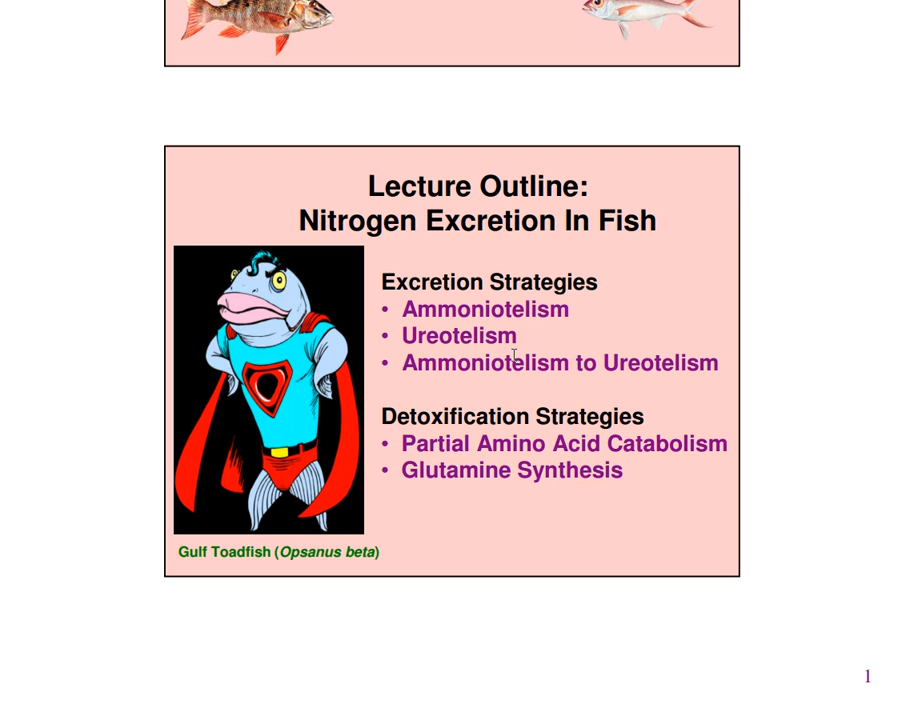 Lecture Outline:
Nitrogen Excretion In Fish
Excretion Strategies
• Ammoniotelism
• Ureotelism
• Ammoniotelism to Ureotelism
Detoxification Strategies
• Partial Amino Acid Catabolism
• Glutamine Synthesis
Gulf Toadfish (Opsanus beta)
1